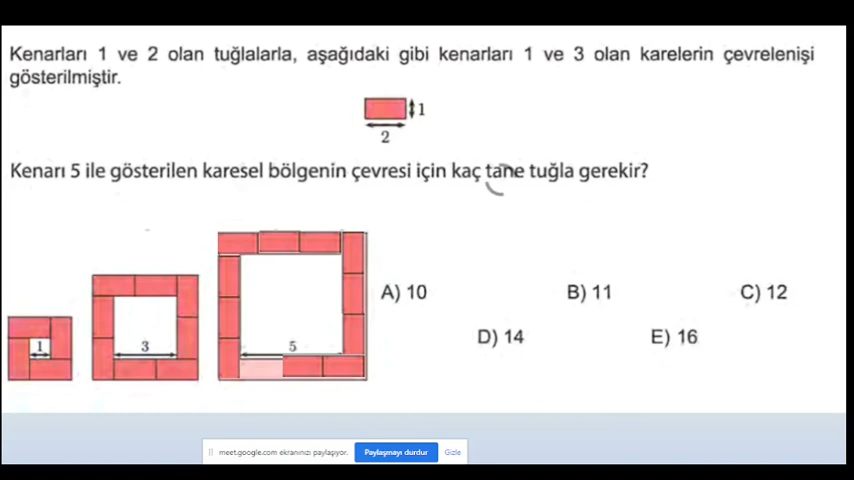 Kenarları 1 ve 2 olan tuğlalarla, aşağıdaki gibi kenarları 1 ve 3 olan karelerin çevrelenişi
gösterilmiştir.
1
2
Kenarı 5 ile gösterilen karesel bölgenin çevresi için kaç tane tuğla gerekir?
1
3
5
A) 10
B) 11
C) 12
D) 14
E) 16
meet.google.com ekranınızı paylaşıyor.
Paylaşmayı durdur
Gizle